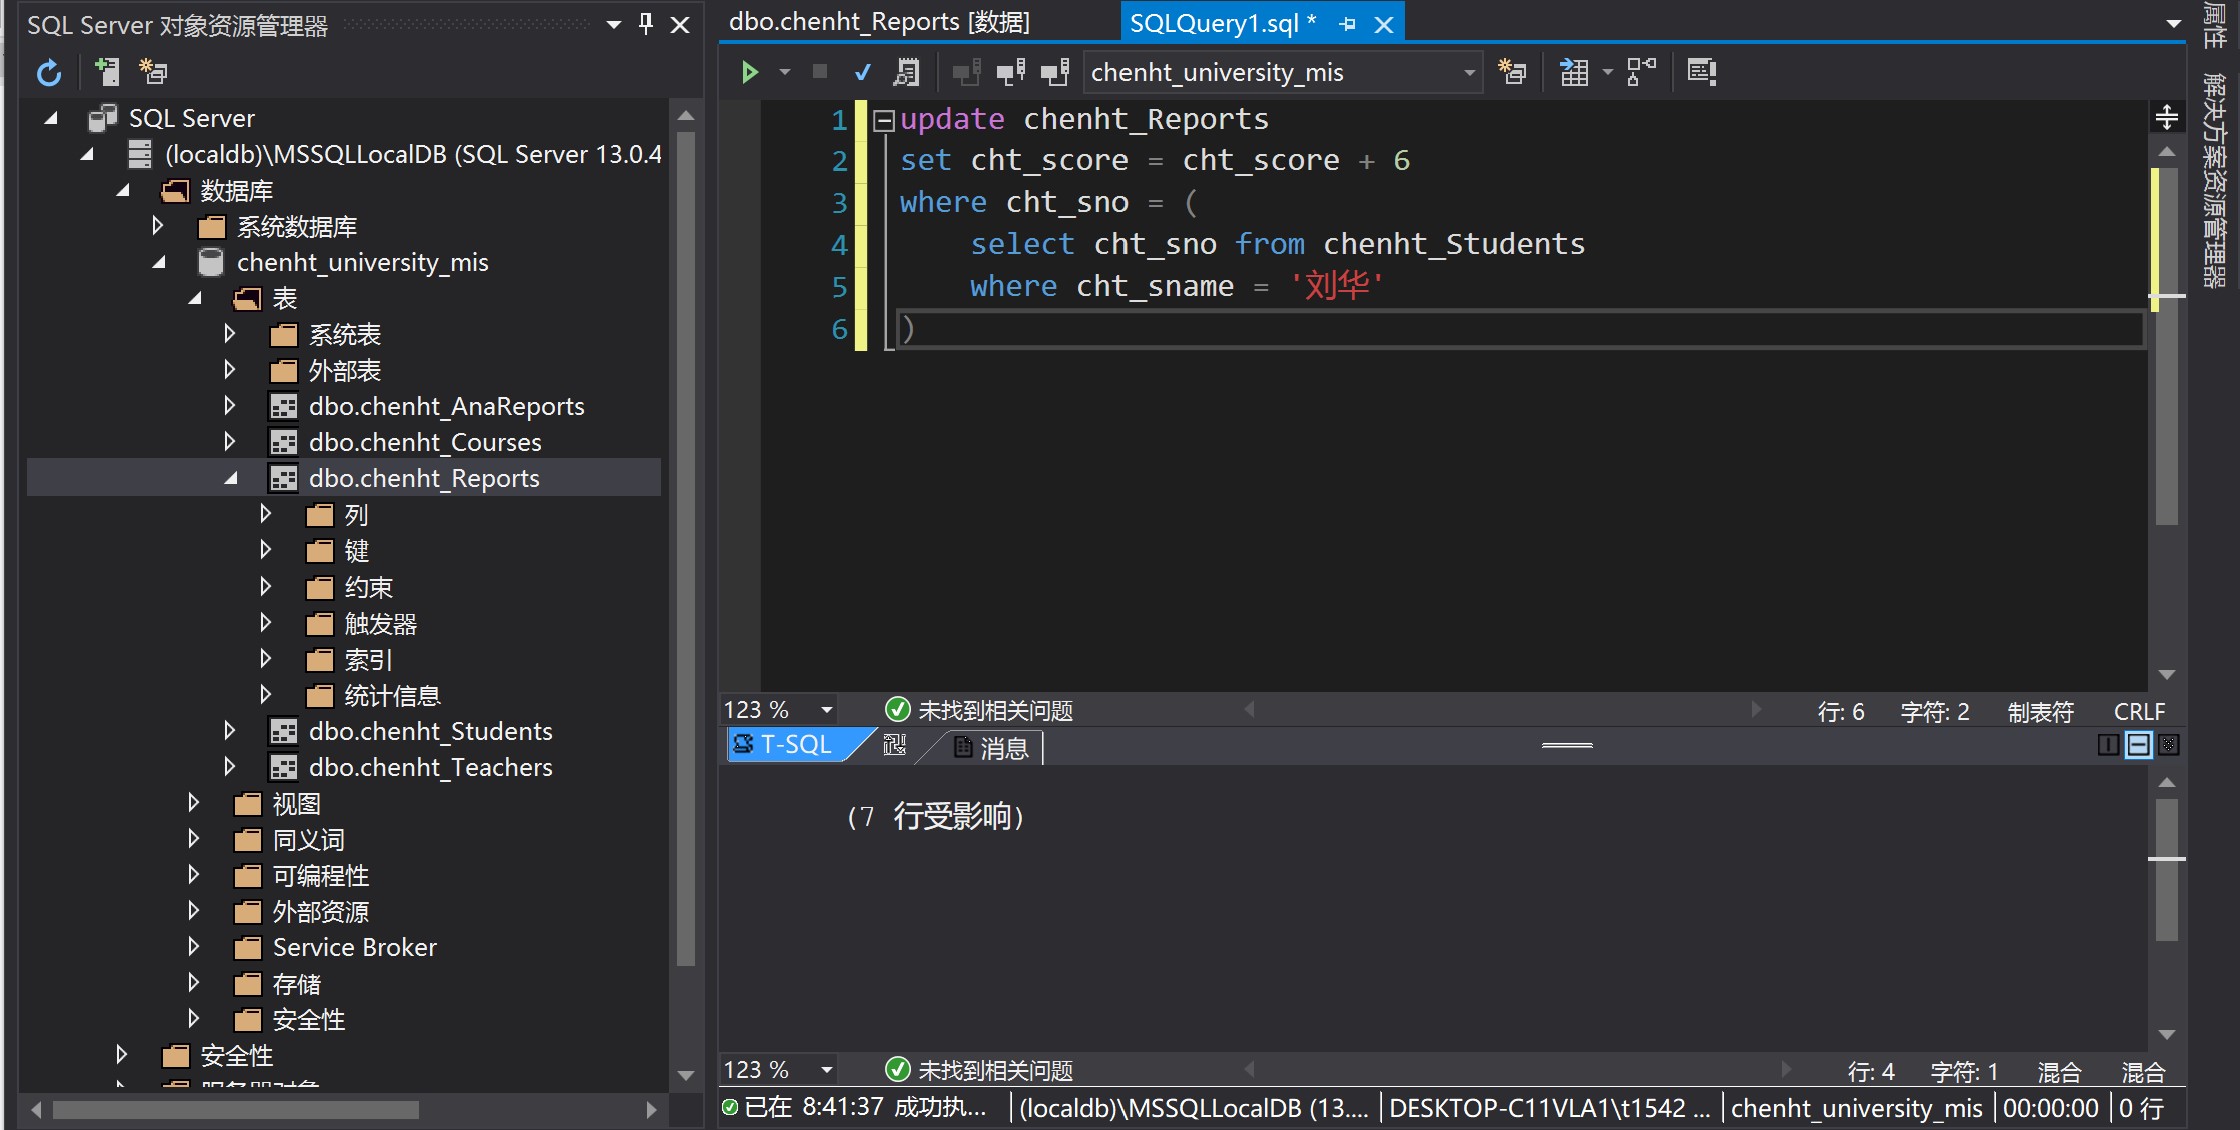 SQL Server 对象资源管理器
SQL Server
(localdb)\MSSQLLocalDB (SQL Server 13.0.4
数据库
系统数据库
chenht_university_mis
表
系统表
外部表
dbo.chenht_AnaReports
dbo.chenht_Courses
dbo.chenht_Reports
列
键
约束
触发器
索引
统计信息
dbo.chenht_Students
dbo.chenht_Teachers
视图
同义词
可编程性
外部资源
Service Broker
存储
安全性
安全性
服务器对象
dbo.chenht_Reports [数据]
SQLQuery1.sql *
chenht_university_mis
1 update chenht_Reports
2 set cht_score = cht_score + 6
3 where cht_sno = (
4 select cht_sno from chenht_Students
5 where cht_sname = '刘华'
6 )
123 % 未找到相关问题 行: 6 字符: 2 制表符 CRLF
T-SQL 消息
(7 行受影响)
123 % 未找到相关问题 行: 4 字符: 1 混合 混合
已在 8:41:37 成功执... (localdb)\MSSQLLocalDB (13.... DESKTOP-C11VLA1\t1542 ... chenht_university_mis 00:00:00 0 行
属性
解决方案资源管理器